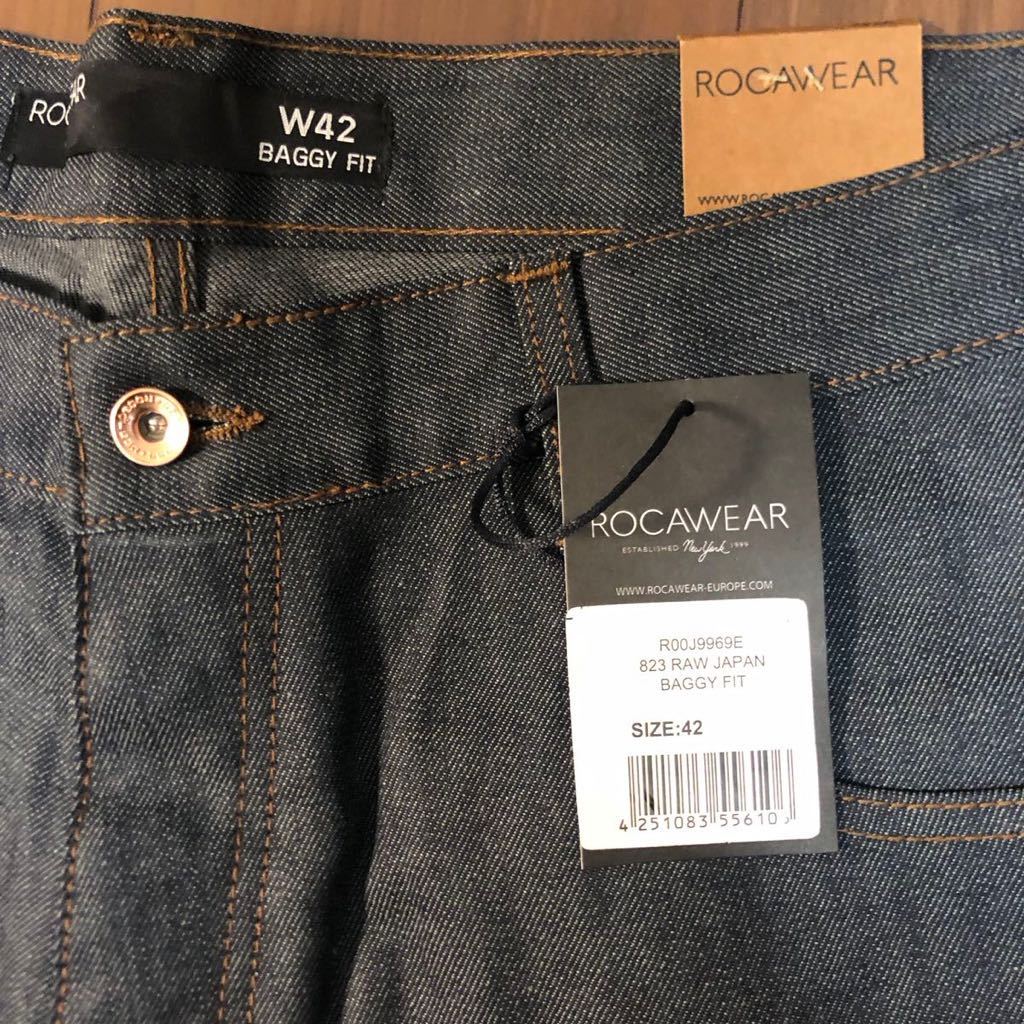 ROCAWEAR
W42
BAGGY FIT
ROCAWEAR
ESTABLISHED New York 1999
WWW.ROCAWEAR-EUROPE.COM
R00J9969E
823 RAW JAPAN
BAGGY FIT
SIZE:42
4 251083 55610